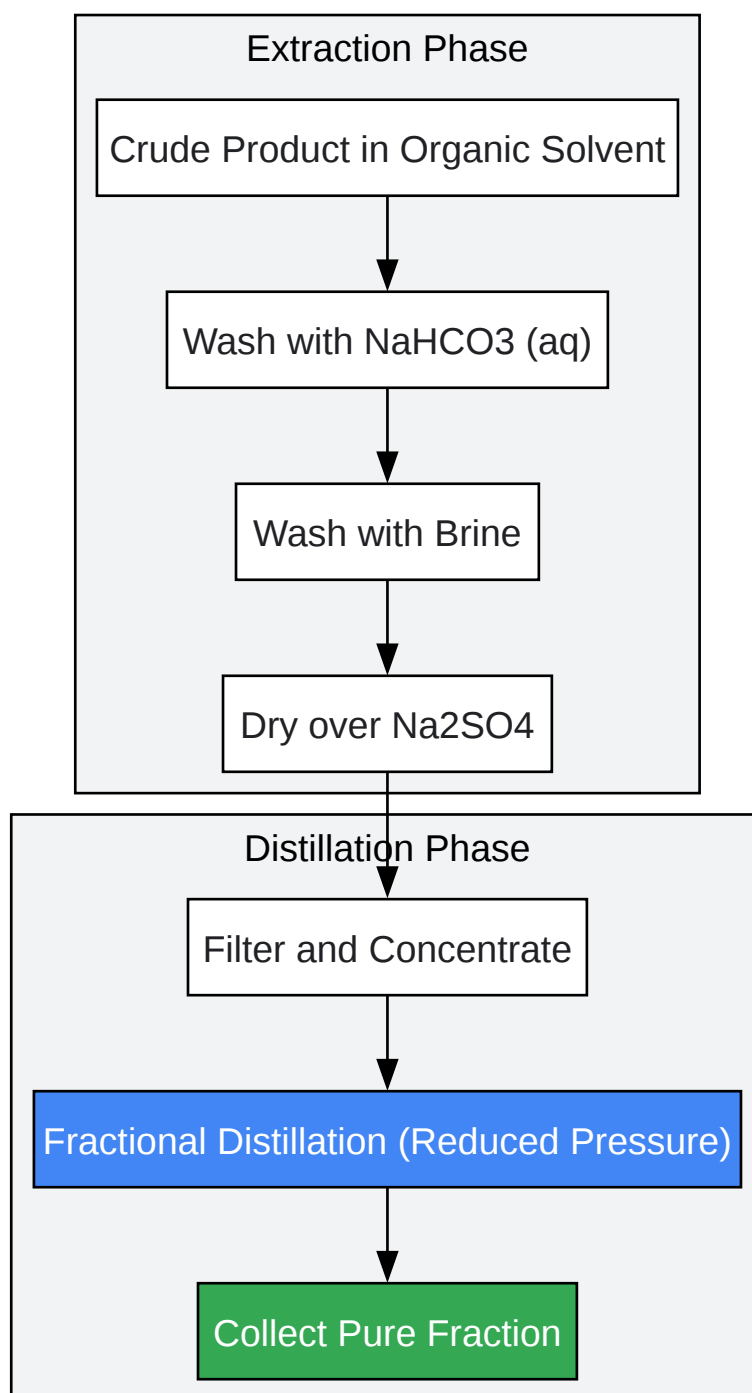 Extraction Phase
Crude Product in Organic Solvent
Wash with NaHCO3 (aq)
Wash with Brine
Dry over Na2SO4
Distillation Phase
Filter and Concentrate
Fractional Distillation (Reduced Pressure)
Collect Pure Fraction